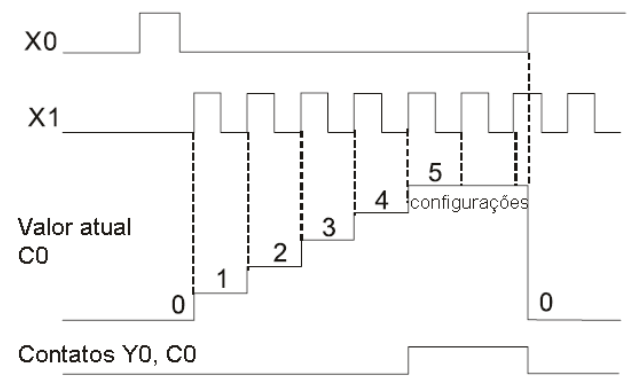 X0
X1
5
configurações
4
Valor atual
C0
3
2
1
0
0
Contatos Y0, C0